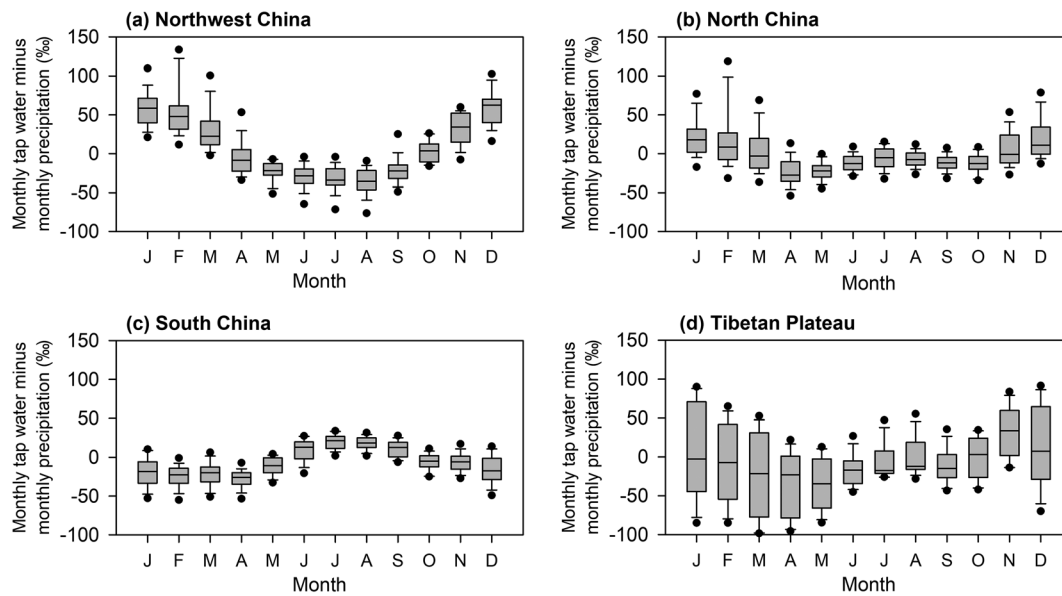 (a) Northwest China
Monthly tap water minus
monthly precipitation (‰)
150
100
50
0
-50
-100
J F M A M J J A S O N D
Month
(b) North China
Monthly tap water minus
monthly precipitation (‰)
150
100
50
0
-50
-100
J F M A M J J A S O N D
Month
(c) South China
Monthly tap water minus
monthly precipitation (‰)
150
100
50
0
-50
-100
J F M A M J J A S O N D
Month
(d) Tibetan Plateau
Monthly tap water minus
monthly precipitation (‰)
150
100
50
0
-50
-100
J F M A M J J A S O N D
Month